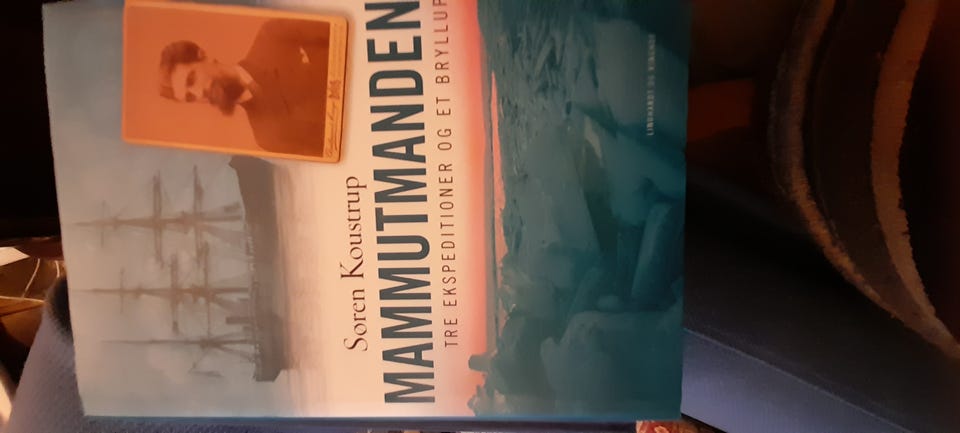 Søren Koustrup
MAMMUTMANDEN
TRE EKSPEDITIONER OG ET BRYLLUP
LINDHARDT OG RINGHOF